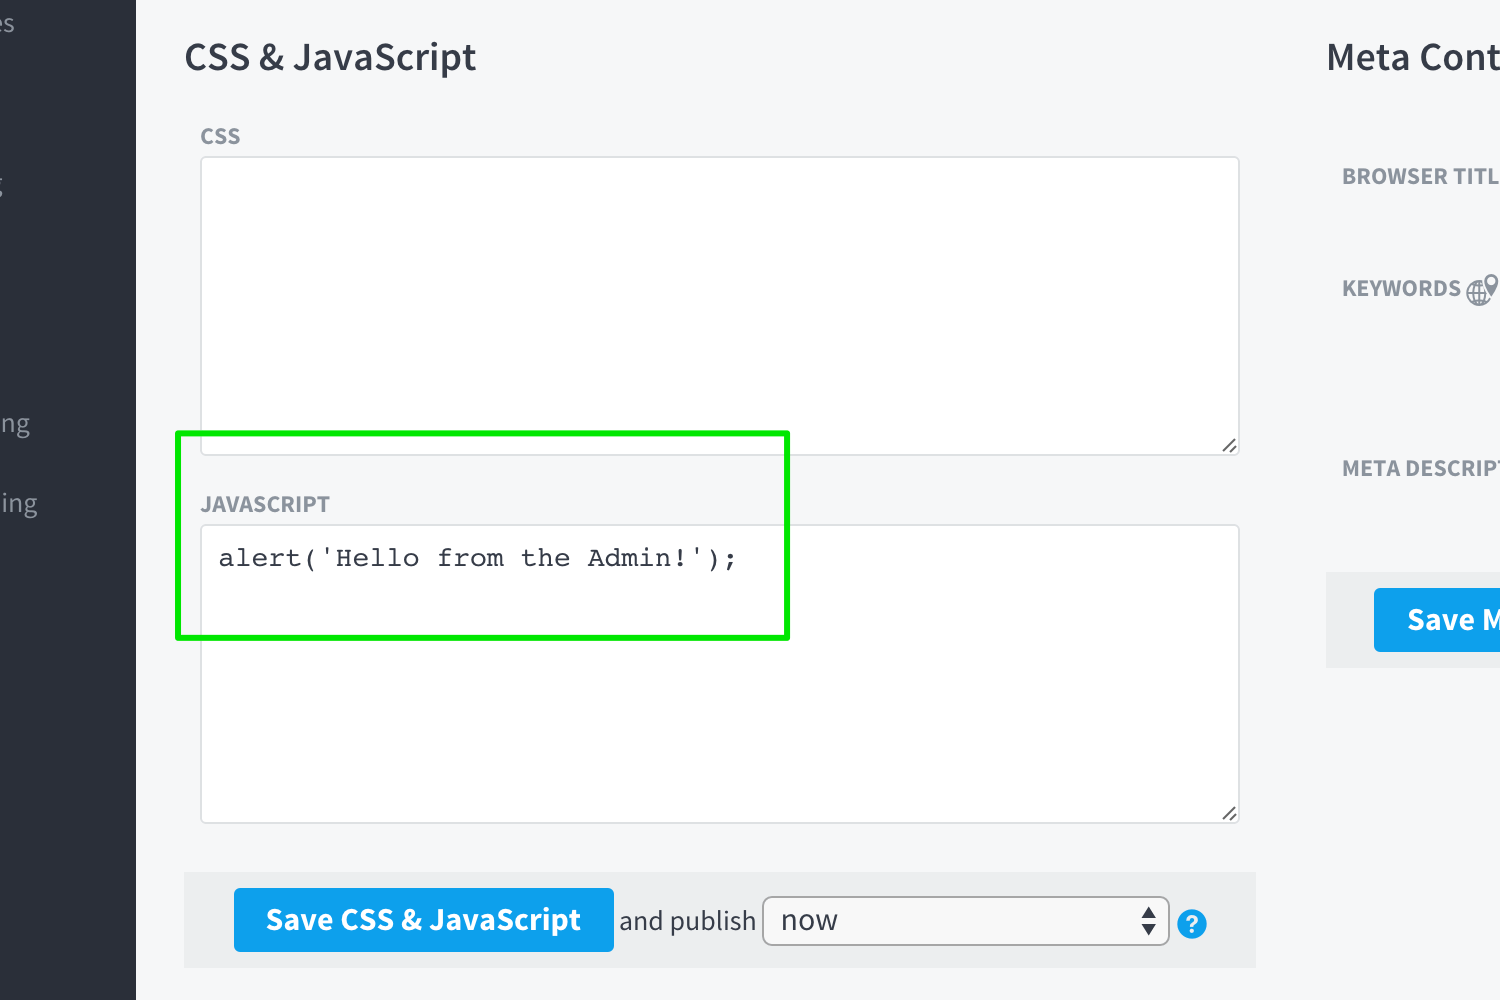 CSS & JavaScript
CSS
JAVASCRIPT
alert('Hello from the Admin!');
Save CSS & JavaScript and publish now ?
Meta Cont
BROWSER TITL
KEYWORDS
META DESCRIPT
Save M
es
ng
ing